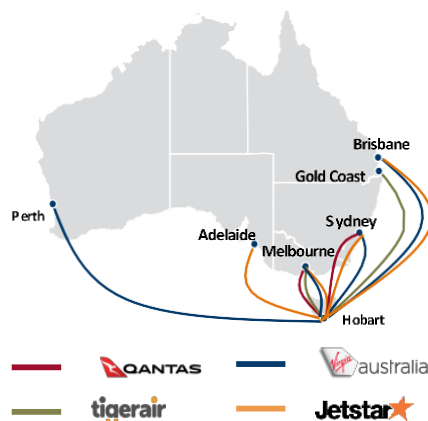 Brisbane
Gold Coast
Sydney
Perth
Adelaide
Melbourne
Hobart
QANTAS
Virgin australia
tigerair
Jetstar